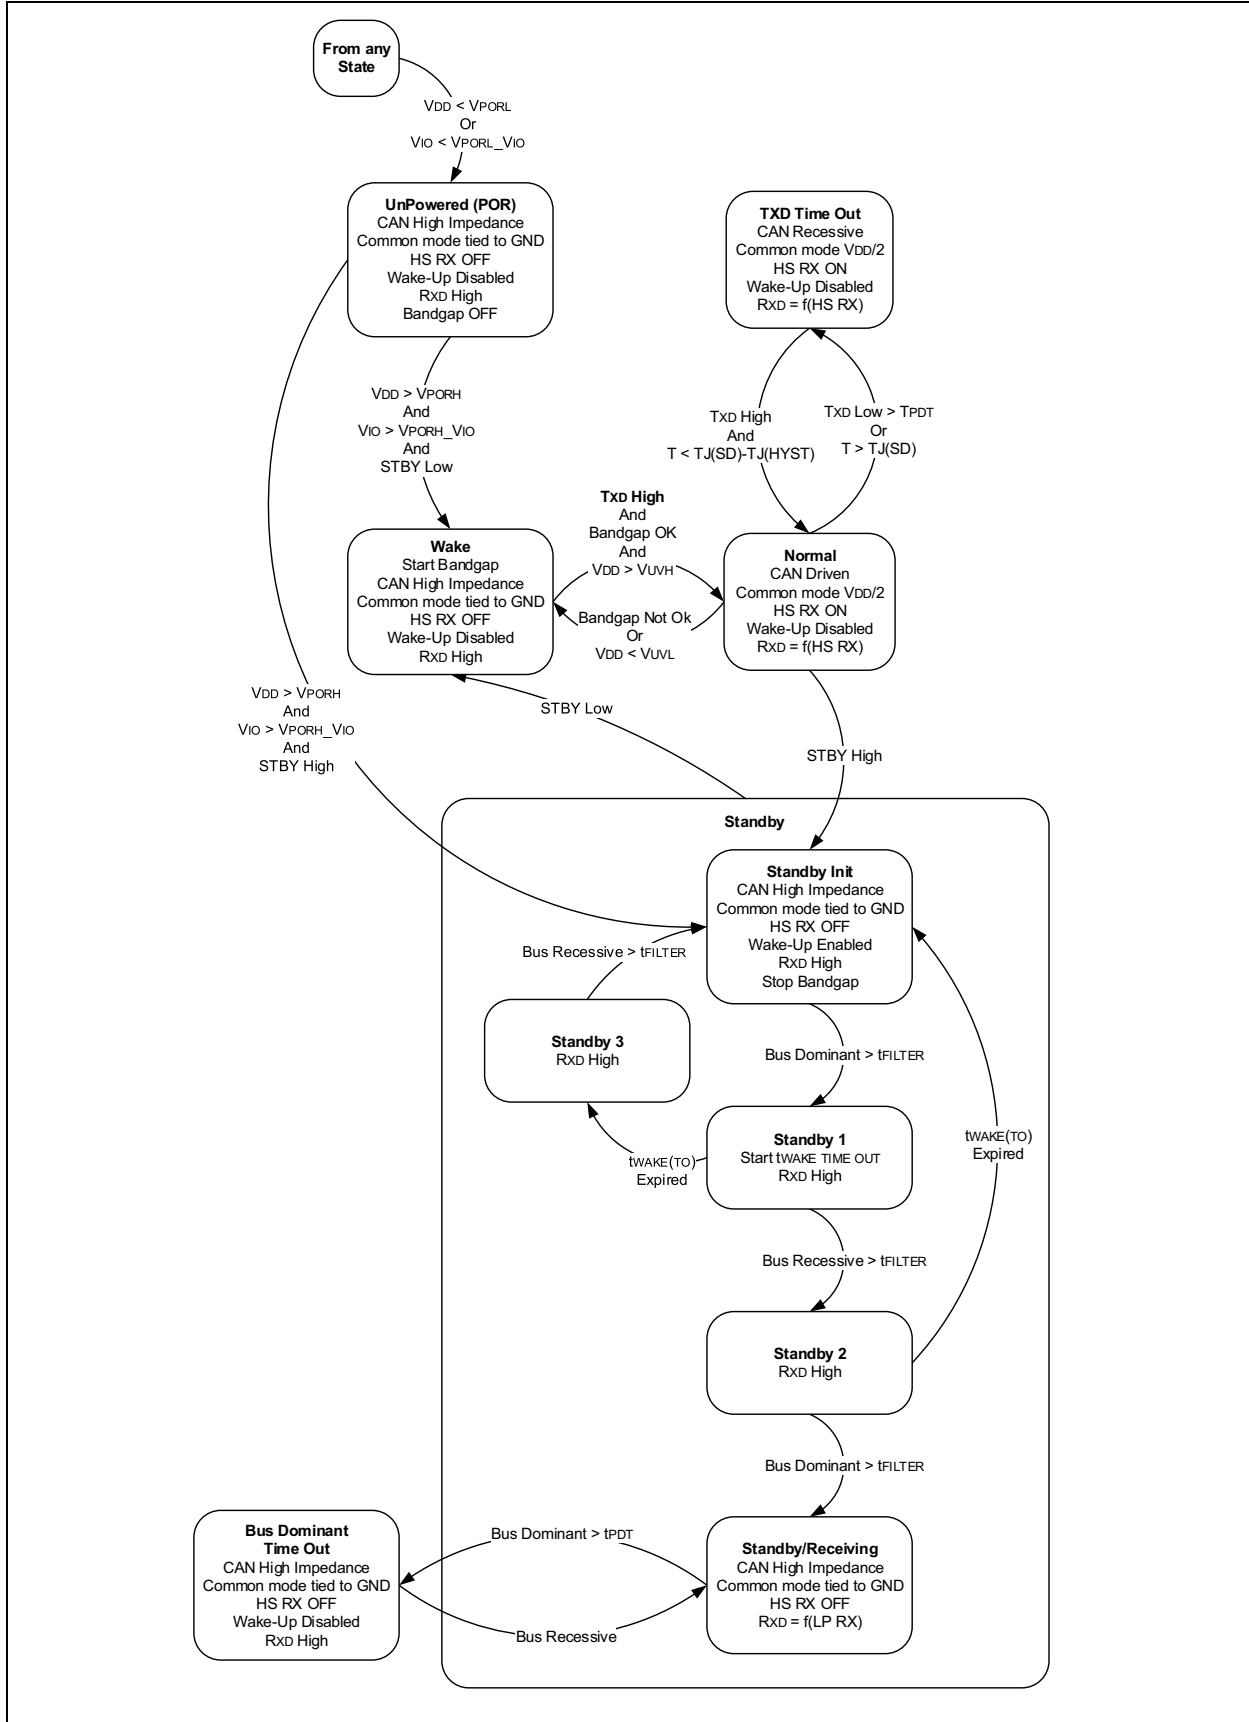 From any
State
VDD < VPORL
Or
VIO < VPORL_VIO
UnPowered (POR)
CAN High Impedance
Common mode tied to GND
HS RX OFF
Wake-Up Disabled
RXD High
Bandgap OFF
TXD Time Out
CAN Recessive
Common mode VDD/2
HS RX ON
Wake-Up Disabled
RXD = f(HS RX)
VDD > VPORH
And
VIO > VPORH_VIO
And
STBY Low
TXD High
And
T < TJ(SD)-TJ(HYST)
TXD Low > TPDT
Or
T > TJ(SD)
TXD High
And
Bandgap OK
And
VDD > VUVH
Wake
Start Bandgap
CAN High Impedance
Common mode tied to GND
HS RX OFF
Wake-Up Disabled
RXD High
Bandgap Not Ok
Or
VDD < VUVL
Normal
CAN Driven
Common mode VDD/2
HS RX ON
Wake-Up Disabled
RXD = f(HS RX)
VDD > VPORH
And
VIO > VPORH_VIO
And
STBY High
STBY Low
STBY High
Standby
Standby Init
CAN High Impedance
Common mode tied to GND
HS RX OFF
Wake-Up Enabled
RXD High
Stop Bandgap
Bus Recessive > tFILTER
Standby 3
RXD High
Bus Dominant > tFILTER
tWAKE(TO)
Expired
Standby 1
Start tWAKE TIME OUT
RXD High
tWAKE(TO)
Expired
Bus Recessive > tFILTER
Standby 2
RXD High
Bus Dominant > tFILTER
Bus Dominant
Time Out
CAN High Impedance
Common mode tied to GND
HS RX OFF
Wake-Up Disabled
RXD High
Bus Dominant > tPDT
Bus Recessive
Standby/Receiving
CAN High Impedance
Common mode tied to GND
HS RX OFF
RXD = f(LP RX)